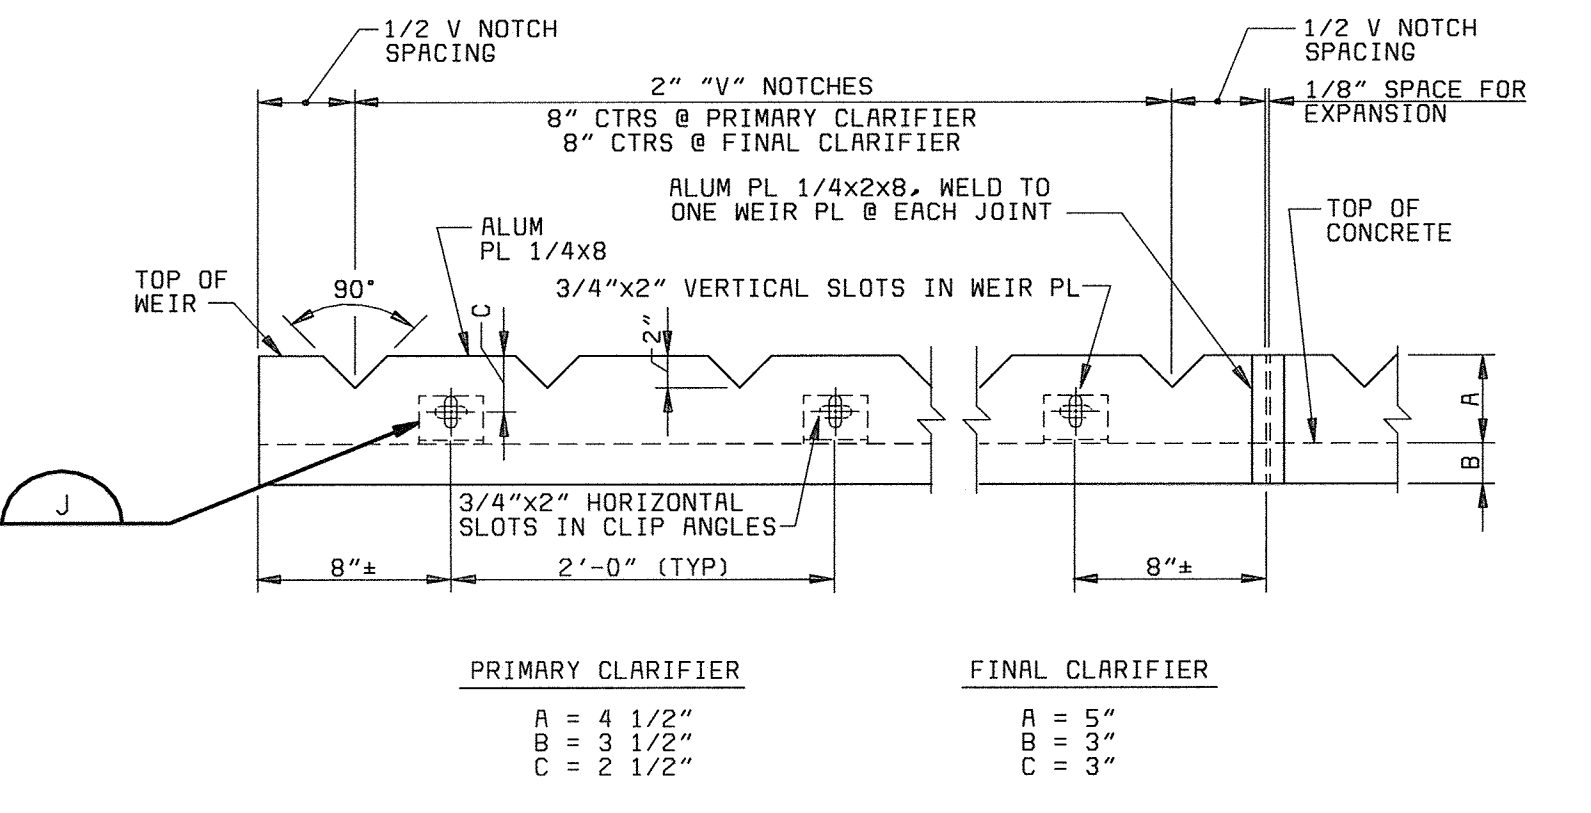 1/2 V NOTCH
SPACING
1/2 V NOTCH
SPACING
2" "V" NOTCHES
8" CTRS @ PRIMARY CLARIFIER
8" CTRS @ FINAL CLARIFIER
1/8" SPACE FOR
EXPANSION
ALUM PL 1/4x2x8, WELD TO
ONE WEIR PL @ EACH JOINT
TOP OF
CONCRETE
ALUM
PL 1/4x8
TOP OF
WEIR
90°
3/4"x2" VERTICAL SLOTS IN WEIR PL
C
2"
A
B
J
3/4"x2" HORIZONTAL
SLOTS IN CLIP ANGLES
8"±
2'-0" (TYP)
8"±
PRIMARY CLARIFIER
A = 4 1/2"
B = 3 1/2"
C = 2 1/2"
FINAL CLARIFIER
A = 5"
B = 3"
C = 3"